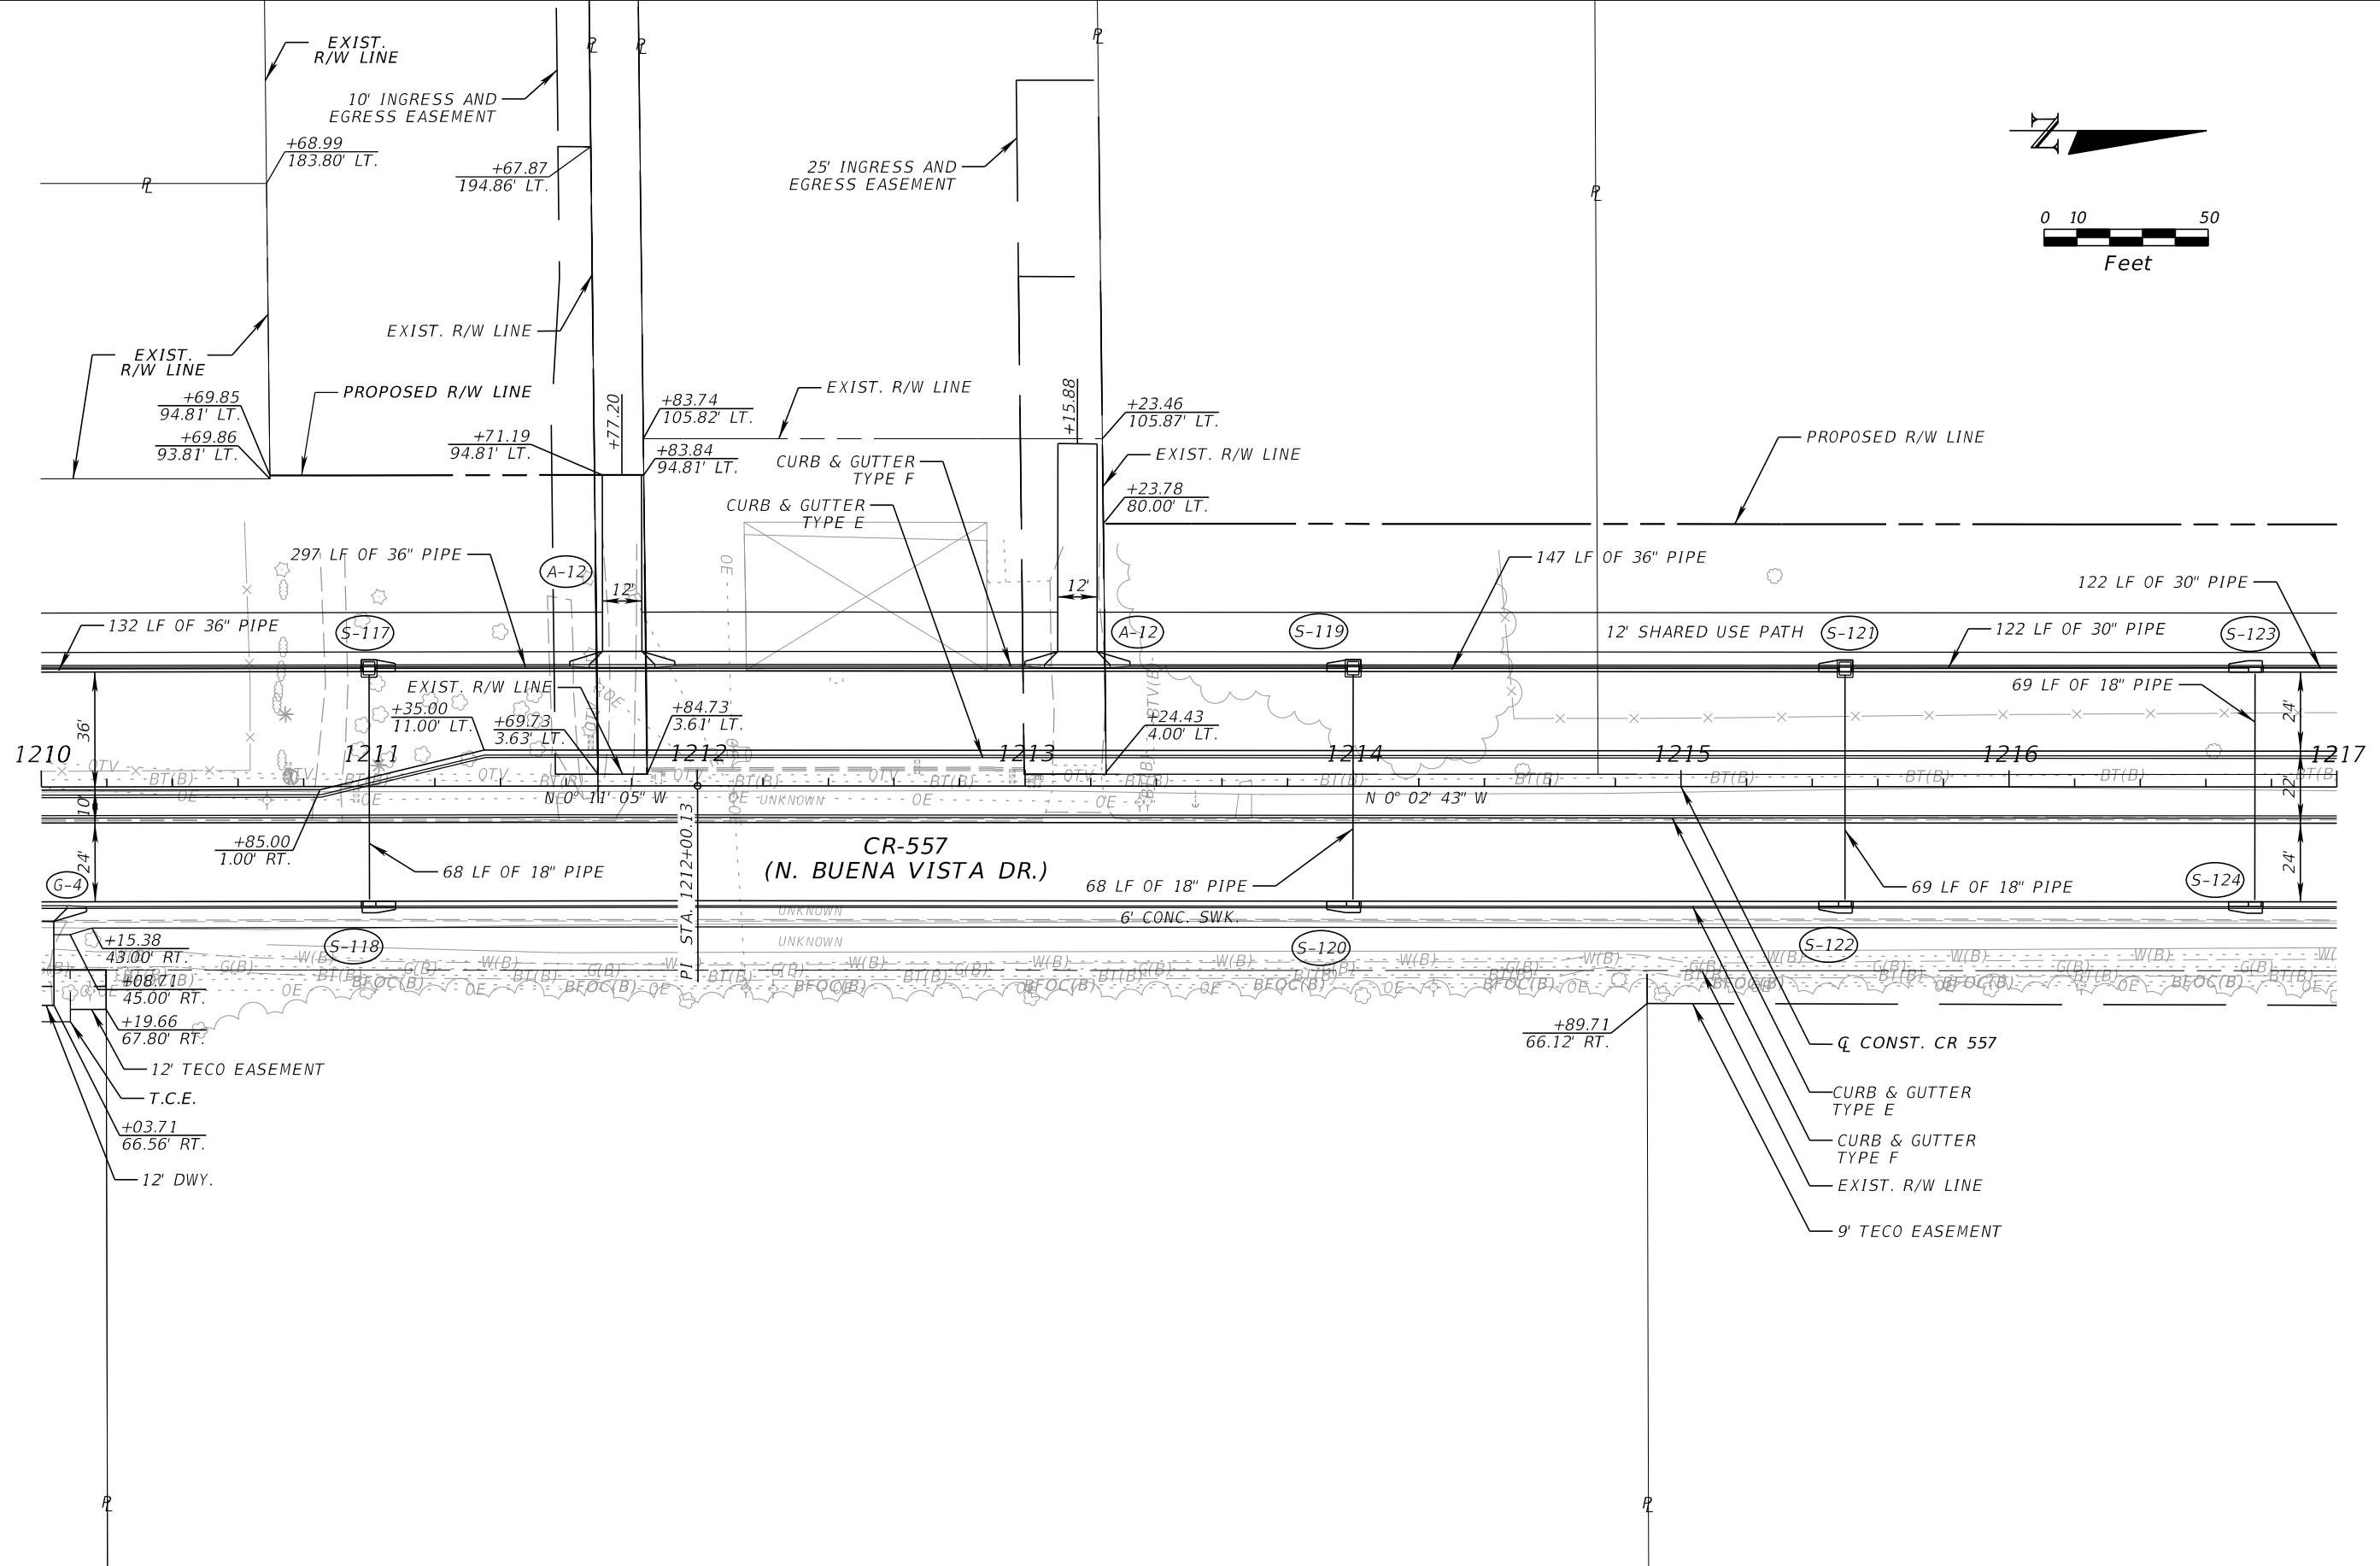 EXIST.
R/W LINE
10' INGRESS AND
EGRESS EASEMENT
+68.99
183.80' LT.
+67.87
194.86' LT.
25' INGRESS AND
EGRESS EASEMENT
N
0 10 50
Feet
EXIST. R/W LINE
EXIST.
R/W LINE
PROPOSED R/W LINE
+69.85
94.81' LT.
+69.86
93.81' LT.
+71.19
94.81' LT.
+77.20
+83.74
105.82' LT.
+83.84
94.81' LT.
EXIST. R/W LINE
+15.88
+23.46
105.87' LT.
EXIST. R/W LINE
+23.78
80.00' LT.
PROPOSED R/W LINE
CURB & GUTTER
TYPE F
CURB & GUTTER
TYPE E
297 LF OF 36" PIPE
A-12
12'
12'
147 LF OF 36" PIPE
122 LF OF 30" PIPE
132 LF OF 36" PIPE
S-117
A-12
S-119
12' SHARED USE PATH
S-121
122 LF OF 30" PIPE
S-123
EXIST. R/W LINE
69 LF OF 18" PIPE
36'
+35.00
11.00' LT.
+69.73
3.63' LT.
+84.73
3.61' LT.
+24.43
4.00' LT.
24'
1210 1211 1212 1213 1214 1215 1216 1217
N 0° 11' 05" W
N 0° 02' 43" W
UNKNOWN
10'
22'
+85.00
1.00' RT.
24'
CR-557
(N. BUENA VISTA DR.)
PI STA. 1212+00.13
68 LF OF 18" PIPE
68 LF OF 18" PIPE
69 LF OF 18" PIPE
24'
G-4
S-124
UNKNOWN
6' CONC. SWK.
S-118
UNKNOWN
S-120
S-122
+15.38
43.00' RT.
+08.71
45.00' RT.
+19.66
67.80' RT.
12' TECO EASEMENT
T.C.E.
+03.71
66.56' RT.
12' DWY.
+89.71
66.12' RT.
℄ CONST. CR 557
CURB & GUTTER
TYPE E
CURB & GUTTER
TYPE F
EXIST. R/W LINE
9' TECO EASEMENT